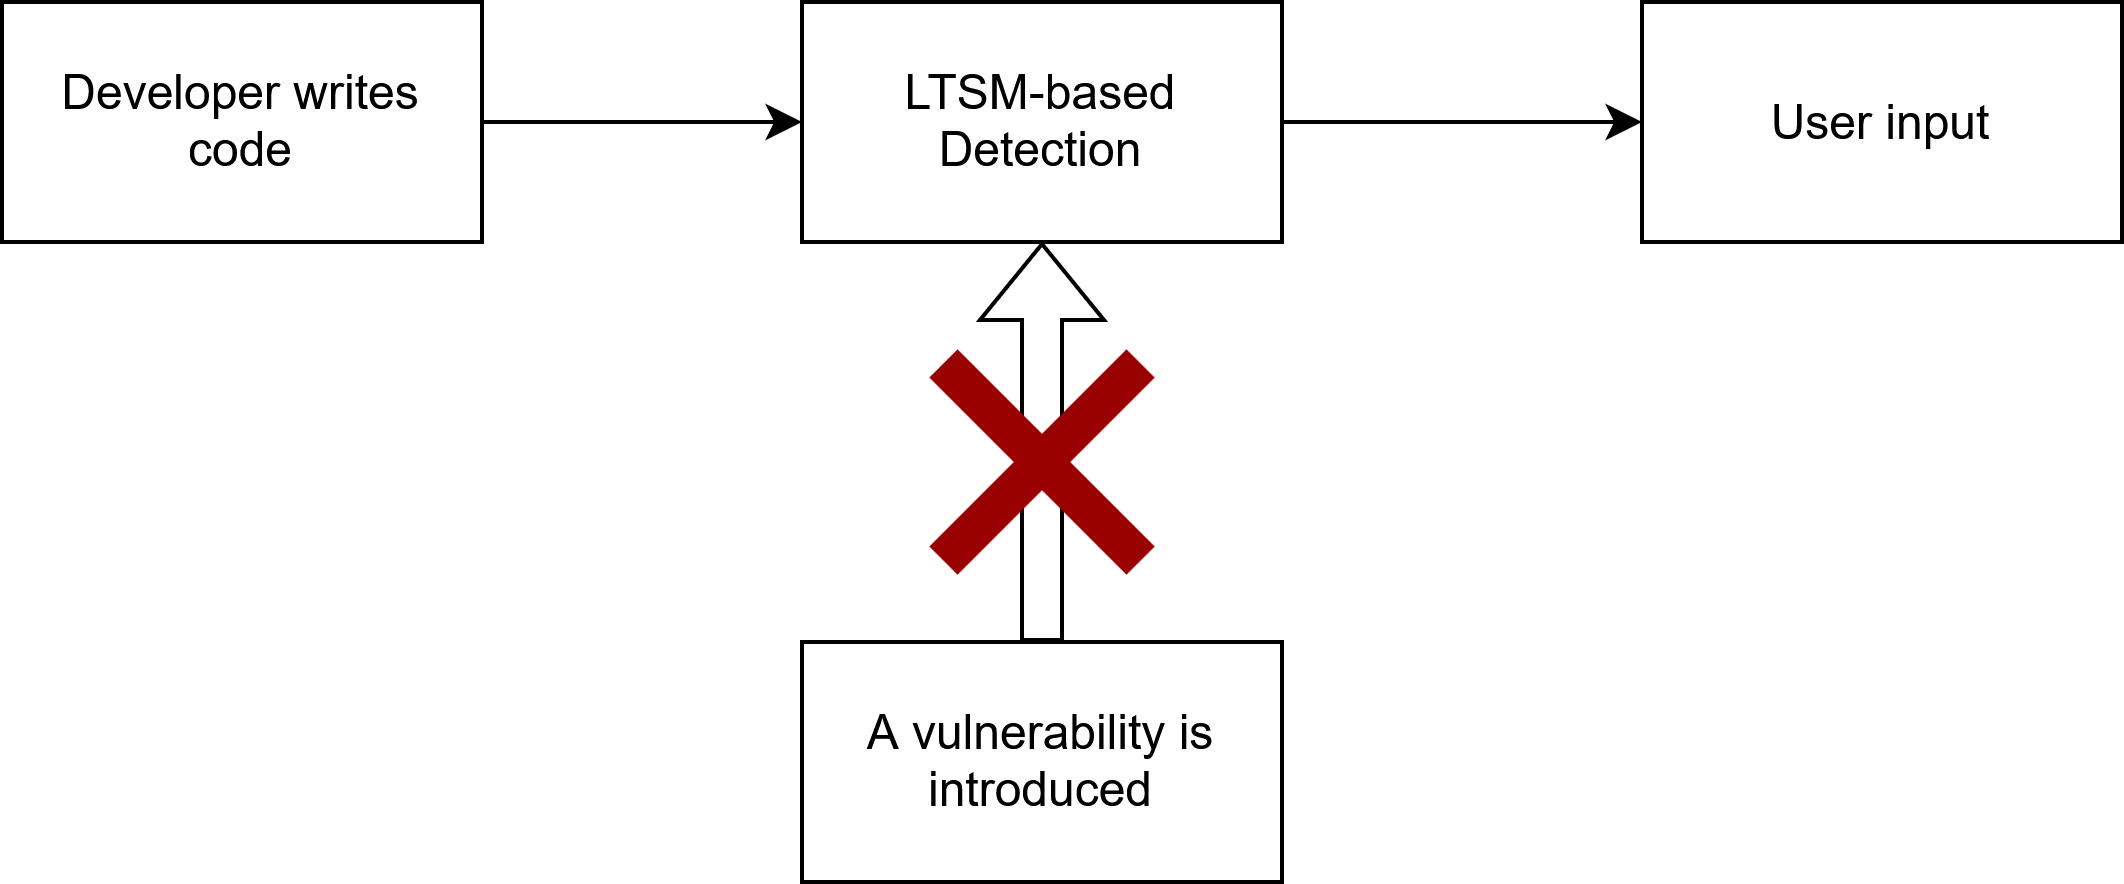 Developer writes
code
LTSM-based
Detection
User input
A vulnerability is
introduced